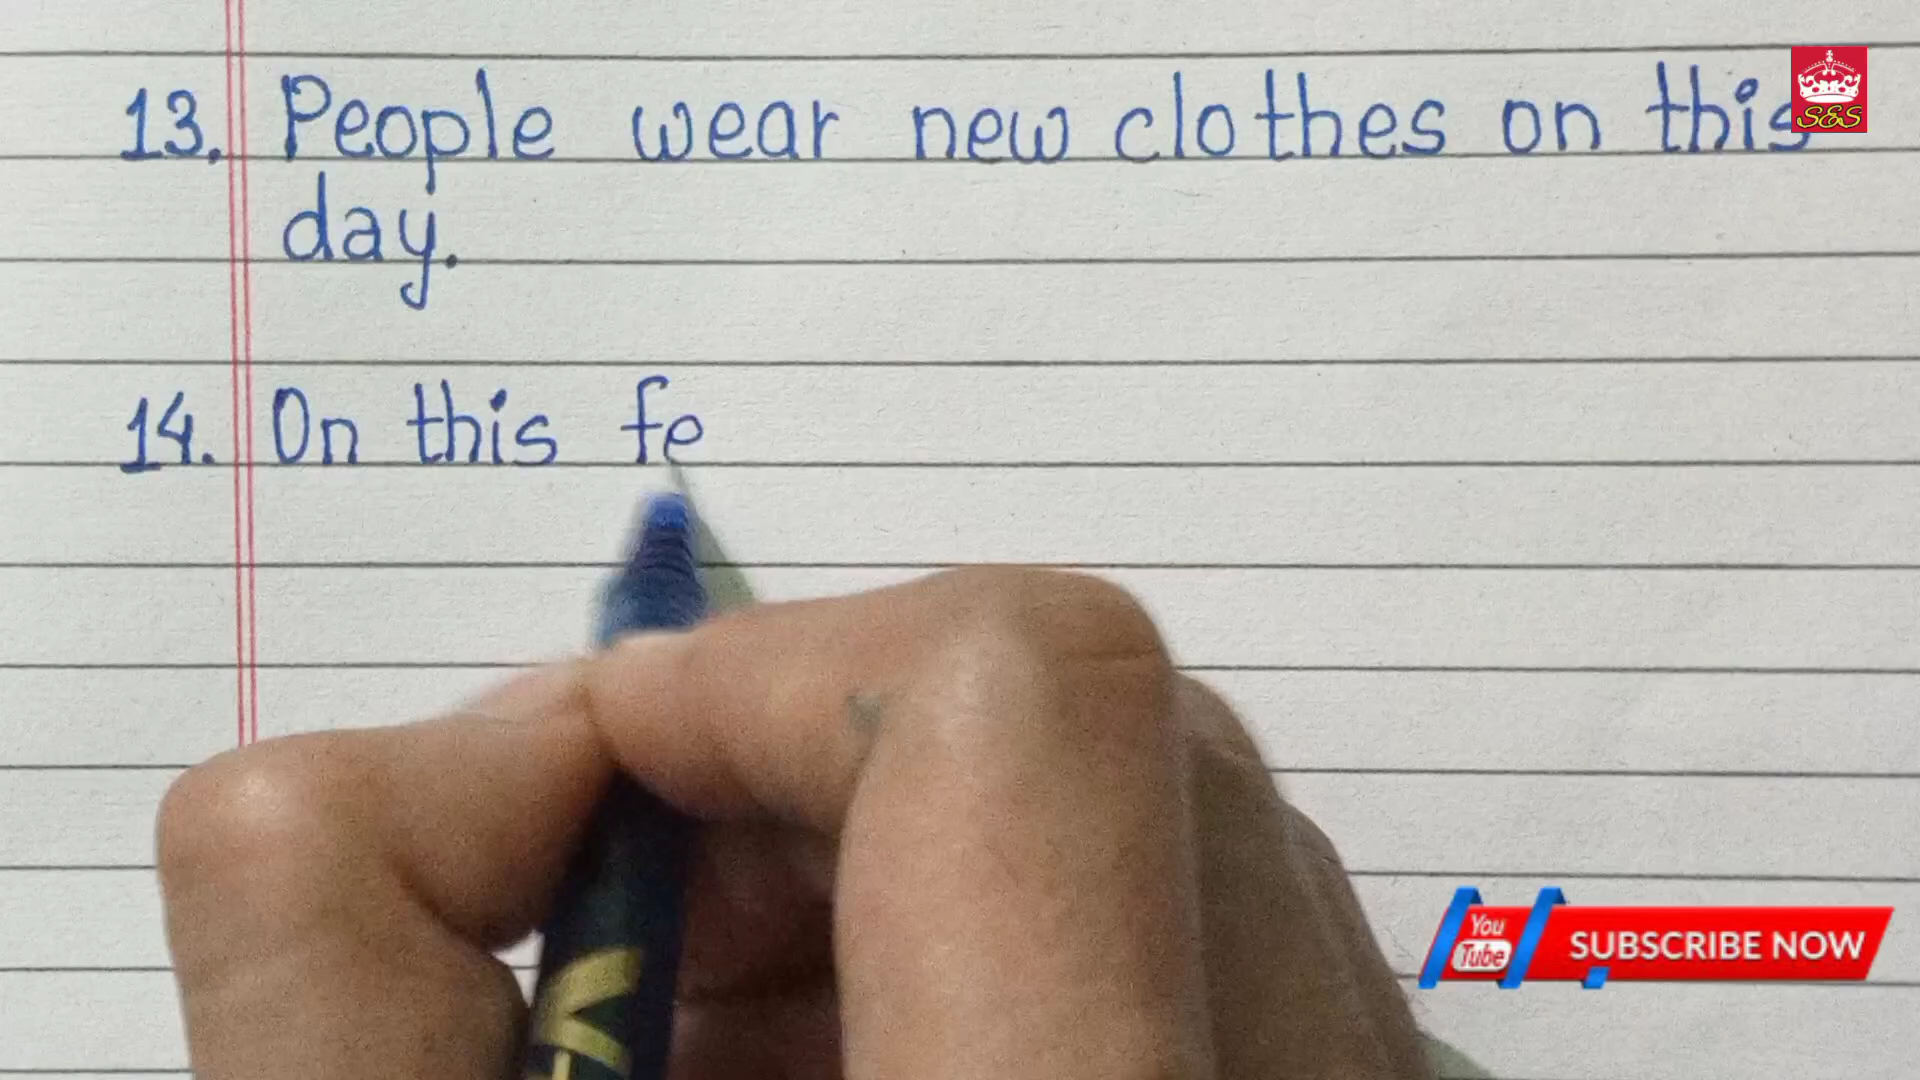 S&S
13. People wear new clothes on this
day.
14. On this fe
You
Tube
SUBSCRIBE NOW